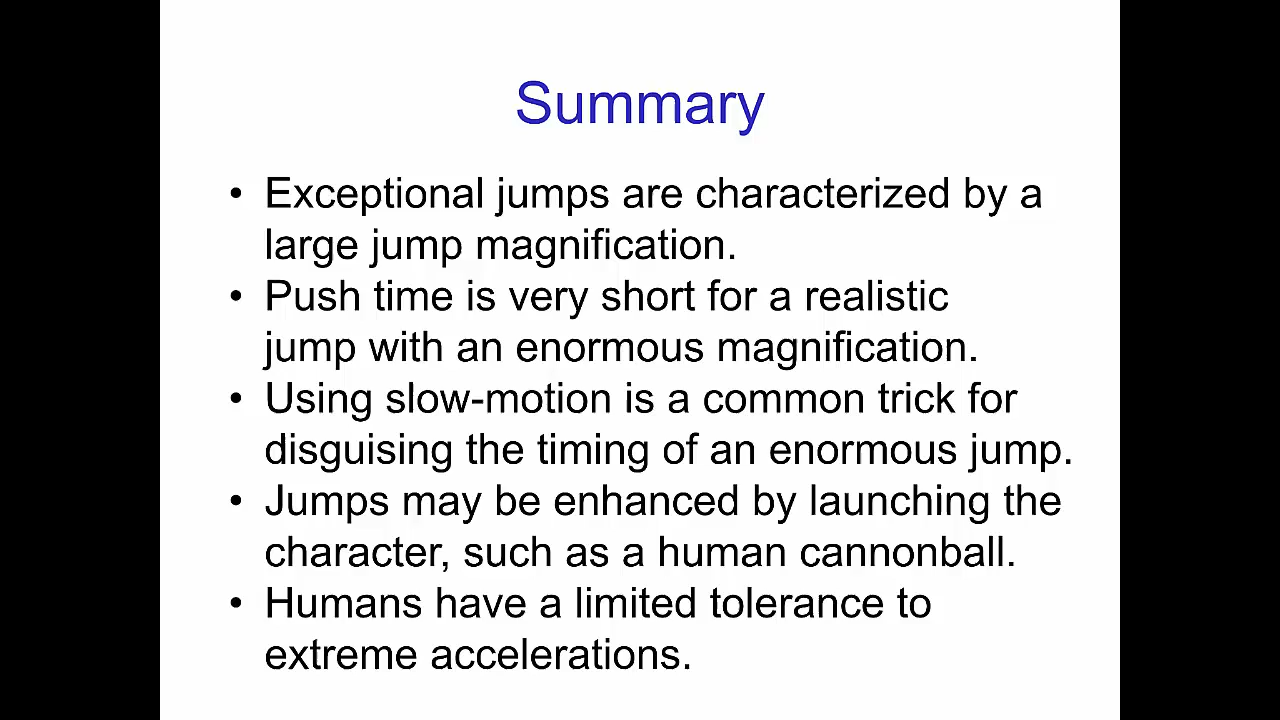 Summary
• Exceptional jumps are characterized by a
large jump magnification.
• Push time is very short for a realistic
jump with an enormous magnification.
• Using slow-motion is a common trick for
disguising the timing of an enormous jump.
• Jumps may be enhanced by launching the
character, such as a human cannonball.
• Humans have a limited tolerance to
extreme accelerations.